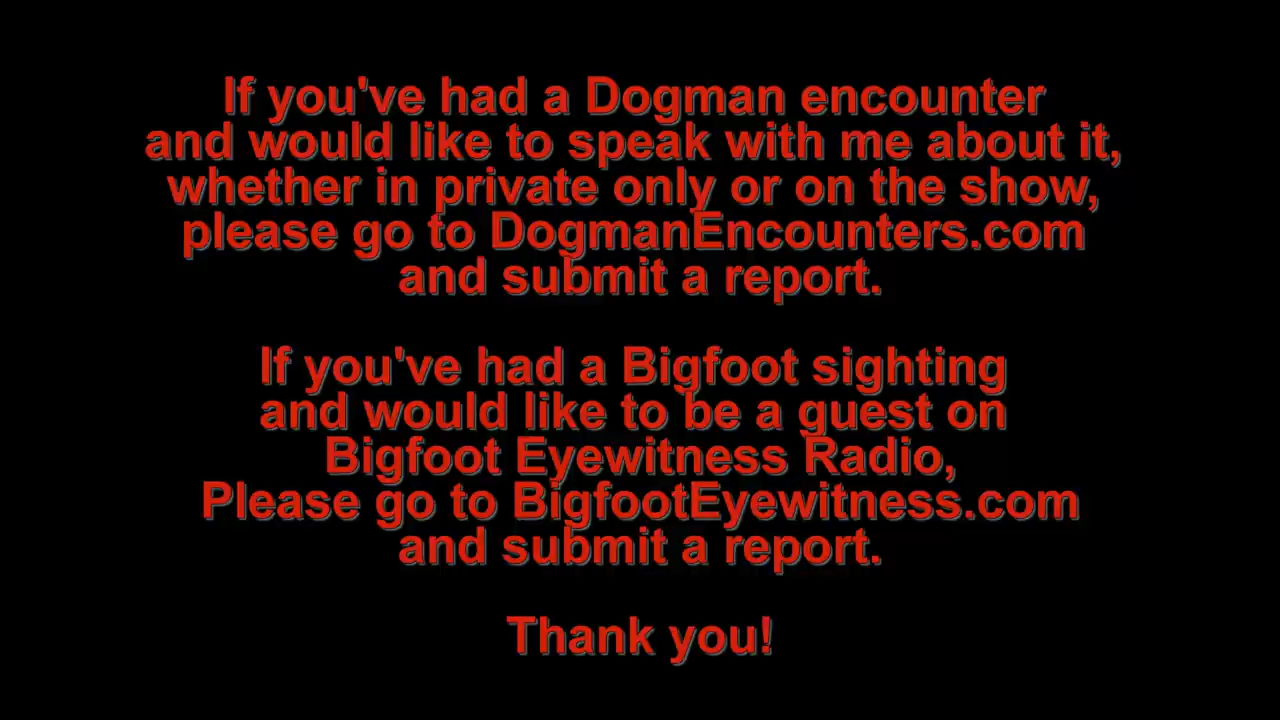 If you've had a Dogman encounter
and would like to speak with me about it,
whether in private only or on the show,
please go to DogmanEncounters.com
and submit a report.
If you've had a Bigfoot sighting
and would like to be a guest on
Bigfoot Eyewitness Radio,
Please go to BigfootEyewitness.com
and submit a report.
Thank you!